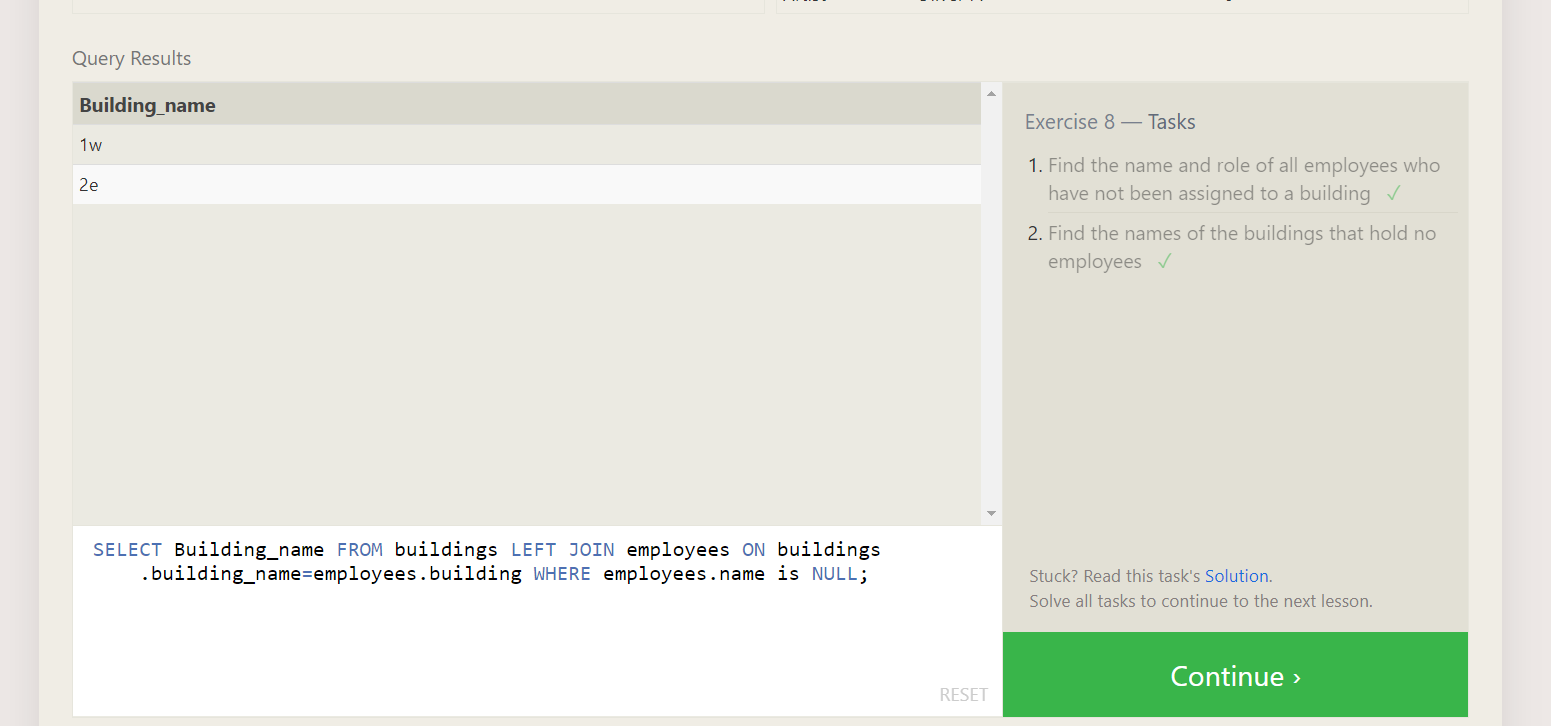 Query Results
Building_name
1w
2e
Exercise 8 — Tasks
1. Find the name and role of all employees who
have not been assigned to a building ✓
2. Find the names of the buildings that hold no
employees ✓
SELECT Building_name FROM buildings LEFT JOIN employees ON buildings
.building_name=employees.building WHERE employees.name is NULL;
RESET
Stuck? Read this task's Solution.
Solve all tasks to continue to the next lesson.
Continue ›